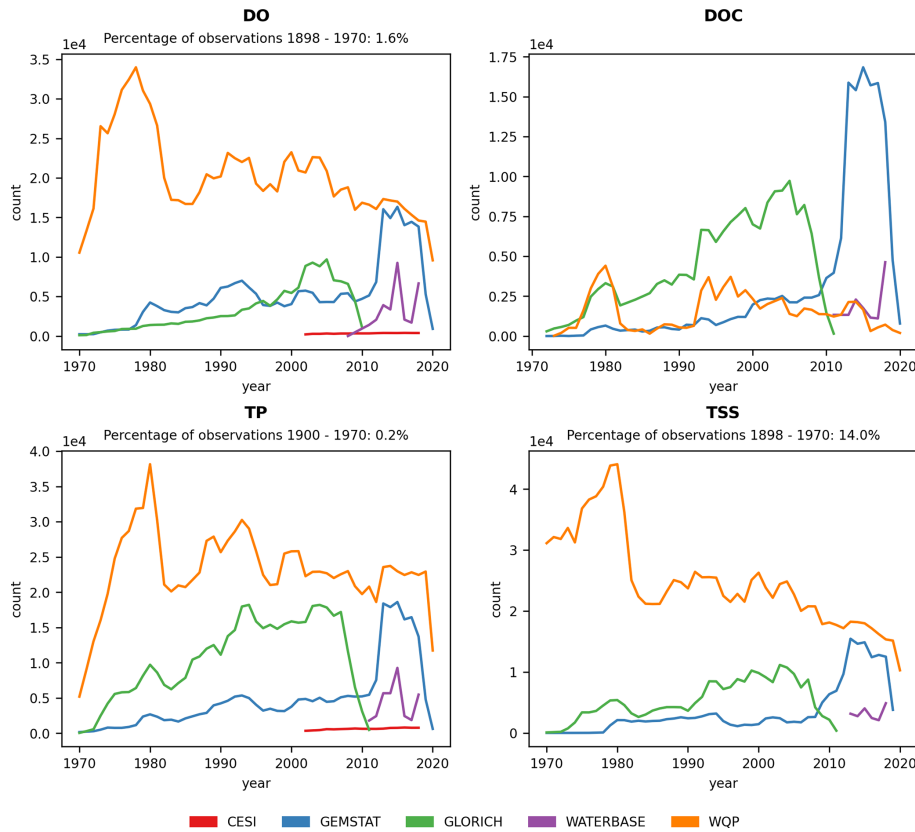 DO
Percentage of observations 1898 - 1970: 1.6%
1e4
3.5
3.0
2.5
2.0
1.5
1.0
0.5
0.0
count
1970 1980 1990 2000 2010 2020
year
DOC
1e4
17.5
1.75
1.50
1.25
1.00
0.75
0.50
0.25
0.00
count
1970 1980 1990 2000 2010 2020
year
TP
Percentage of observations 1900 - 1970: 0.2%
1e4
4.0
3.5
3.0
2.5
2.0
1.5
1.0
0.5
0.0
count
1970 1980 1990 2000 2010 2020
year
TSS
Percentage of observations 1898 - 1970: 14.0%
1e4
4
3
2
1
0
count
1970 1980 1990 2000 2010 2020
year
CESI GEMSTAT GLORICH WATERBASE WQP